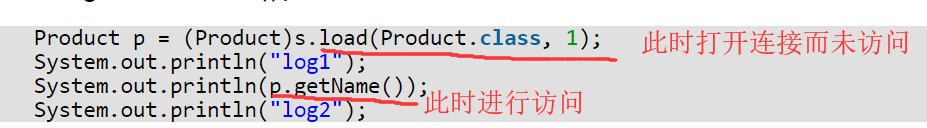 Product p = (Product)s.load(Product.class, 1); 此时打开连接而未访问
System.out.println("log1");
System.out.println(p.getName());
此时进行访问
System.out.println("log2");